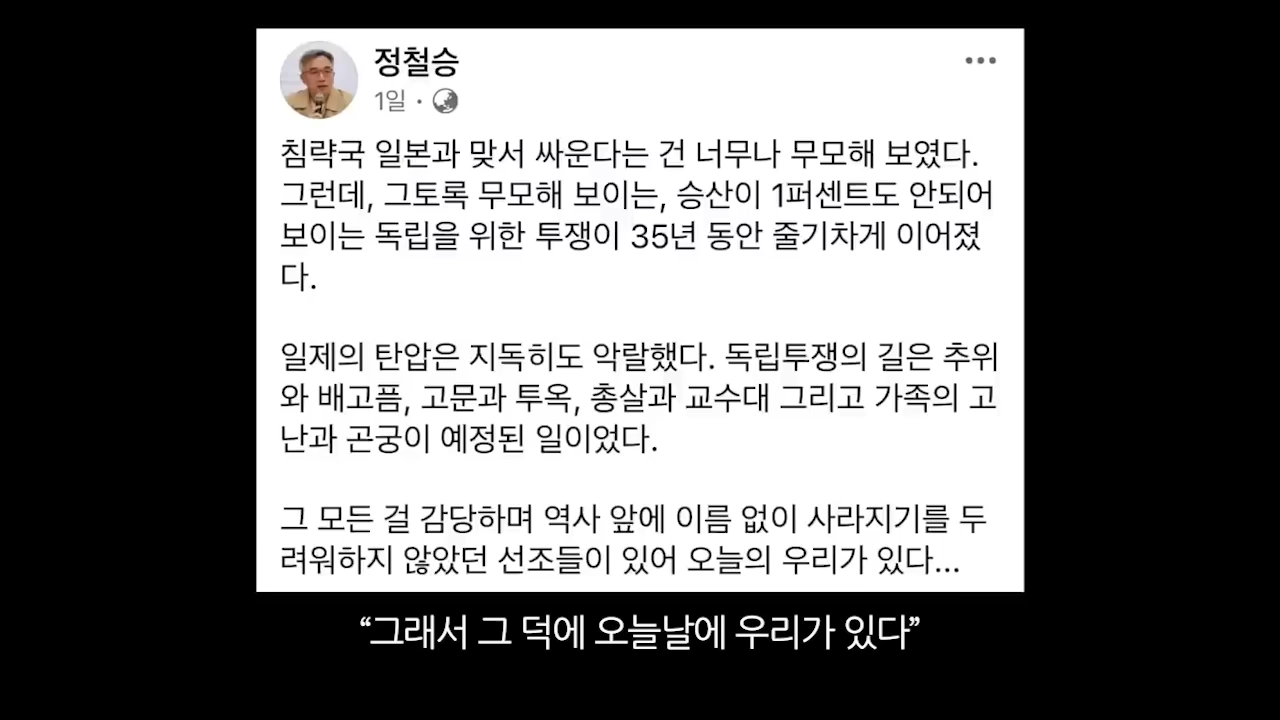 정철승
1일 ·
침략국 일본과 맞서 싸운다는 건 너무나 무모해 보였다.
그런데, 그토록 무모해 보이는, 승산이 1퍼센트도 안되어
보이는 독립을 위한 투쟁이 35년 동안 줄기차게 이어졌
다.
일제의 탄압은 지독히도 악랄했다. 독립투쟁의 길은 추위
와 배고픔, 고문과 투옥, 총살과 교수대 그리고 가족의 고
난과 곤궁이 예정된 일이었다.
그 모든 걸 감당하며 역사 앞에 이름 없이 사라지기를 두
려워하지 않았던 선조들이 있어 오늘의 우리가 있다...
“그래서 그 덕에 오늘날에 우리가 있다”